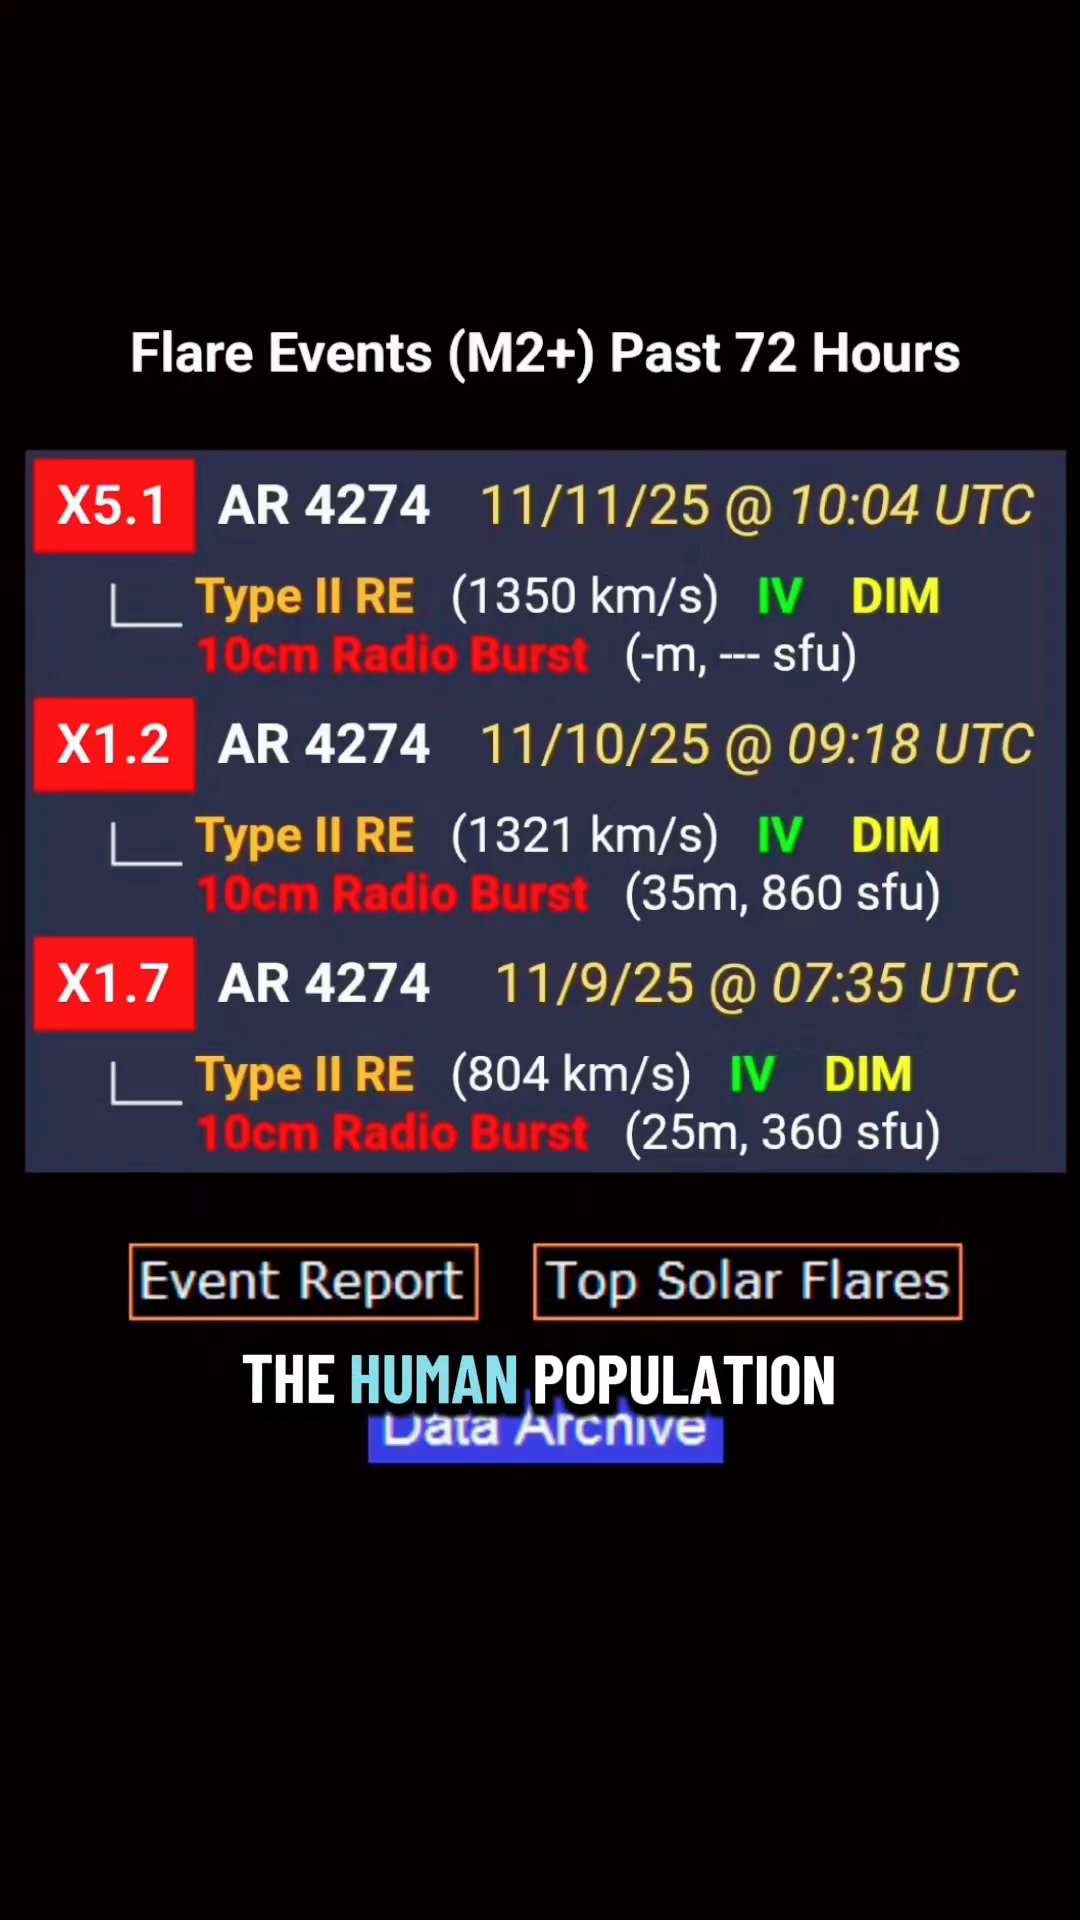 Flare Events (M2+) Past 72 Hours
X5.1 AR 4274 11/11/25 @ 10:04 UTC
Type II RE (1350 km/s) IV DIM
10cm Radio Burst (-m, --- sfu)
X1.2 AR 4274 11/10/25 @ 09:18 UTC
Type II RE (1321 km/s) IV DIM
10cm Radio Burst (35m, 860 sfu)
X1.7 AR 4274 11/9/25 @ 07:35 UTC
Type II RE (804 km/s) IV DIM
10cm Radio Burst (25m, 360 sfu)
Event Report Top Solar Flares
THE HUMAN POPULATION
Data Archive